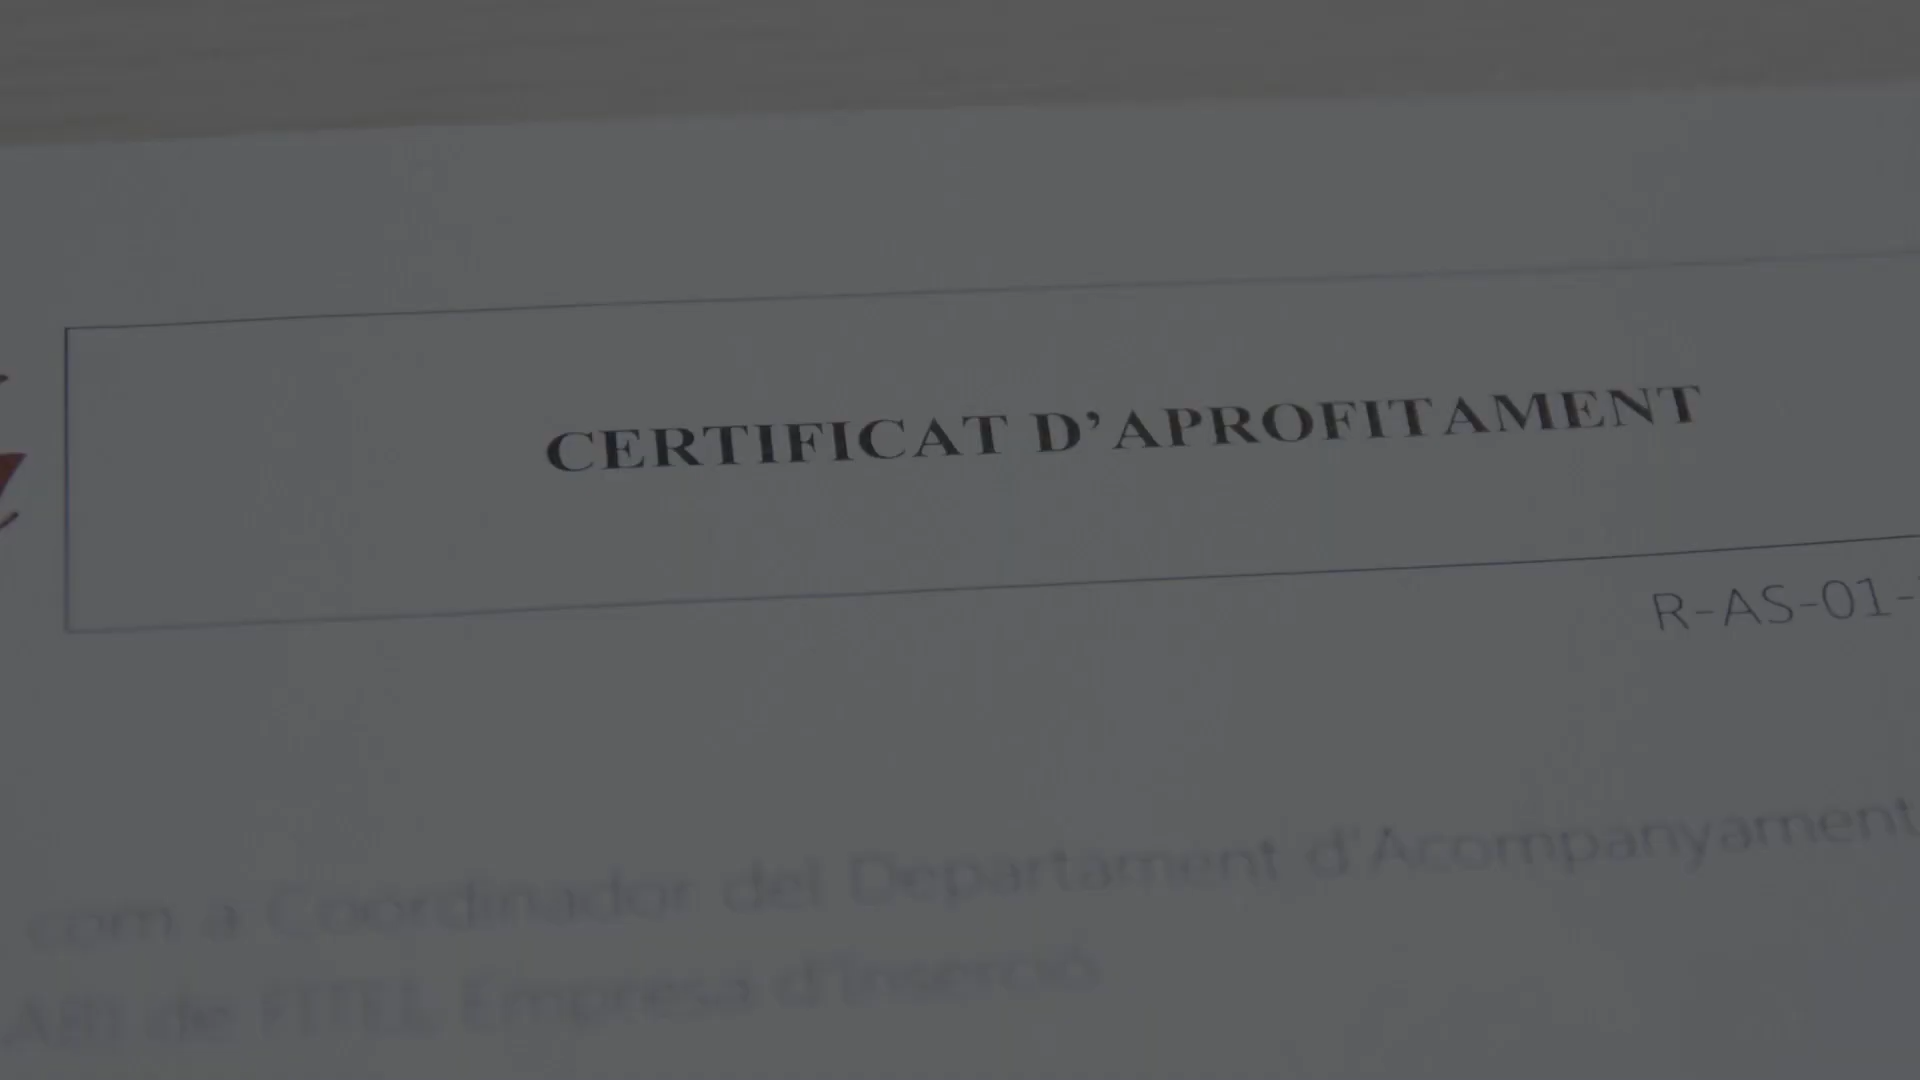 CERTIFICAT D’APROFITAMENT
R-AS-01-
com a Coordinador del Departament d'Acompanyament
de FITEL Empresa d'Inserció